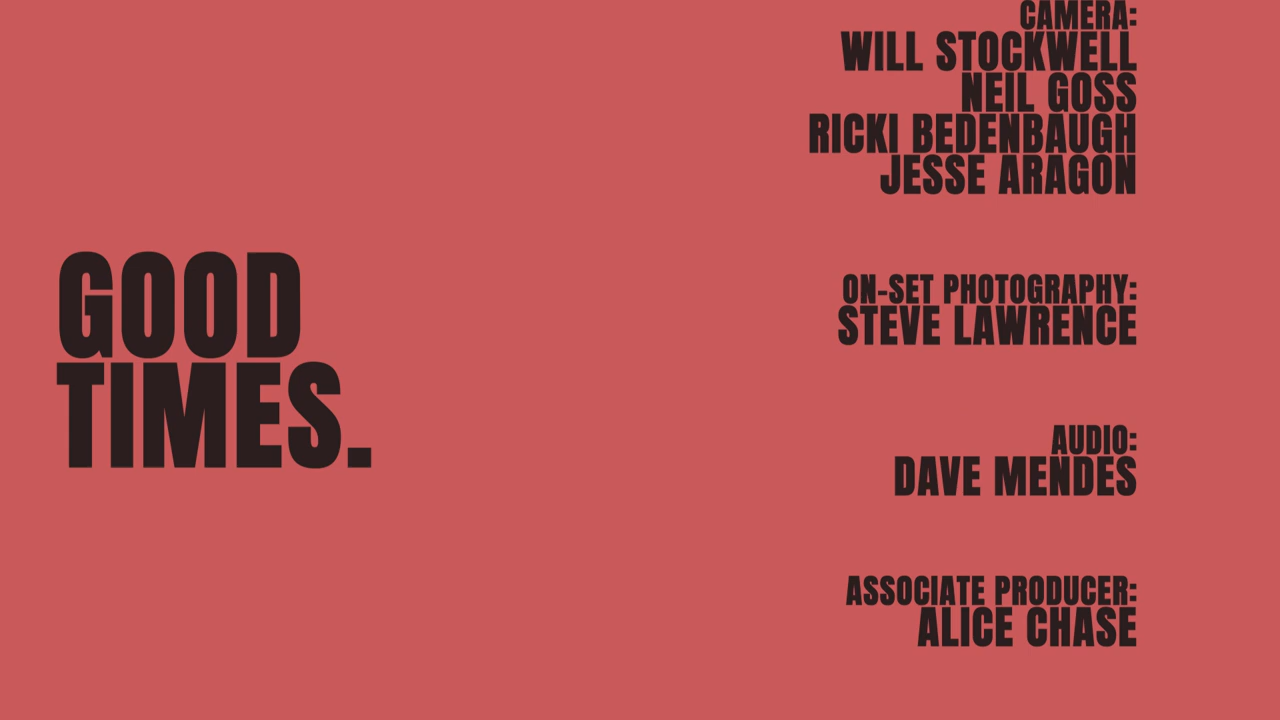 GOOD
TIMES.
CAMERA:
WILL STOCKWELL
NEIL GOSS
RICKI BEDENBAUGH
JESSE ARAGON
ON-SET PHOTOGRAPHY:
STEVE LAWRENCE
AUDIO:
DAVE MENDES
ASSOCIATE PRODUCER:
ALICE CHASE